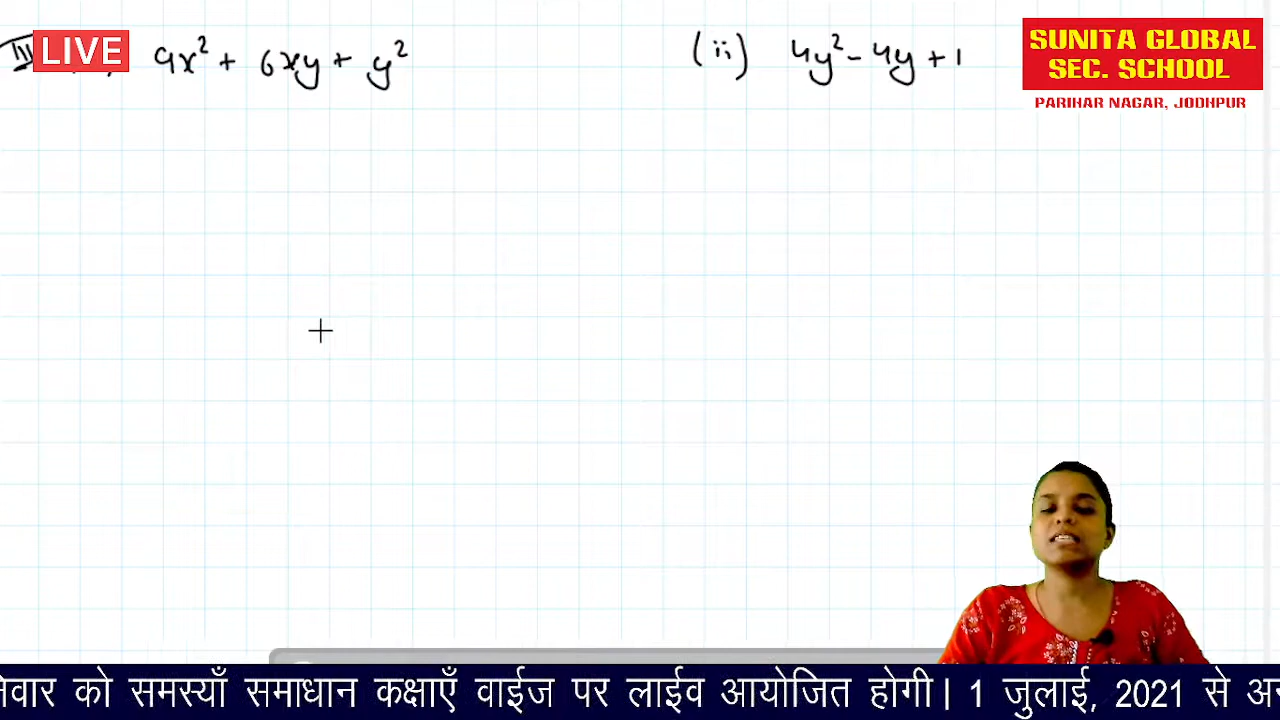 LIVE
9x² + 6xy + y²
(ii) 4y² - 4y + 1
SUNITA GLOBAL
SEC. SCHOOL
PARIHAR NAGAR, JODHPUR
को समस्याँ समाधान कक्षाएँ वाईज पर लाईव आयोजित होगी। 1 जुलाई, 2021 से